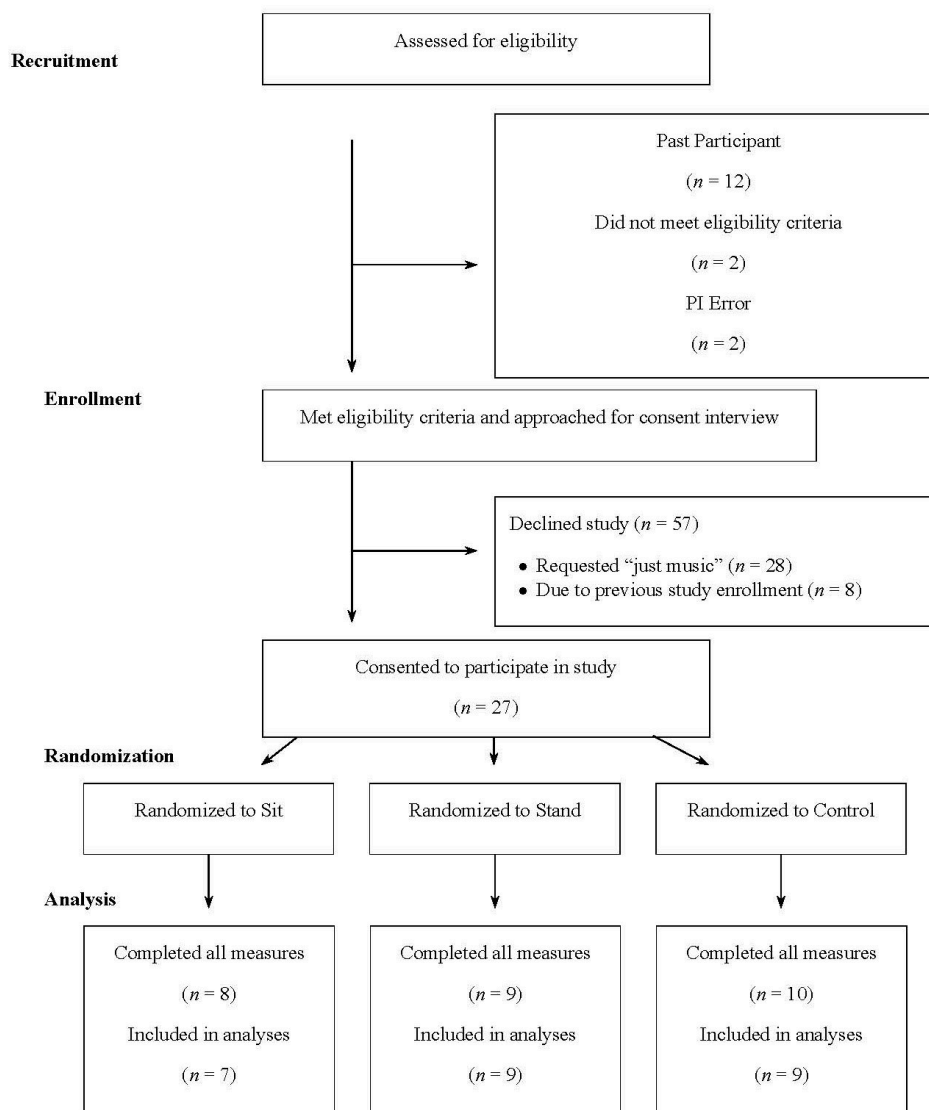 Assessed for eligibility
Recruitment
Past Participant
(n = 12)
Did not meet eligibility criteria
(n = 2)
PI Error
(n = 2)
Enrollment
Met eligibility criteria and approached for consent interview
Declined study (n = 57)
● Requested “just music” (n = 28)
● Due to previous study enrollment (n = 8)
Consented to participate in study
(n = 27)
Randomization
Randomized to Sit
Randomized to Stand
Randomized to Control
Analysis
Completed all measures
(n = 8)
Included in analyses
(n = 7)
Completed all measures
(n = 9)
Included in analyses
(n = 9)
Completed all measures
(n = 10)
Included in analyses
(n = 9)